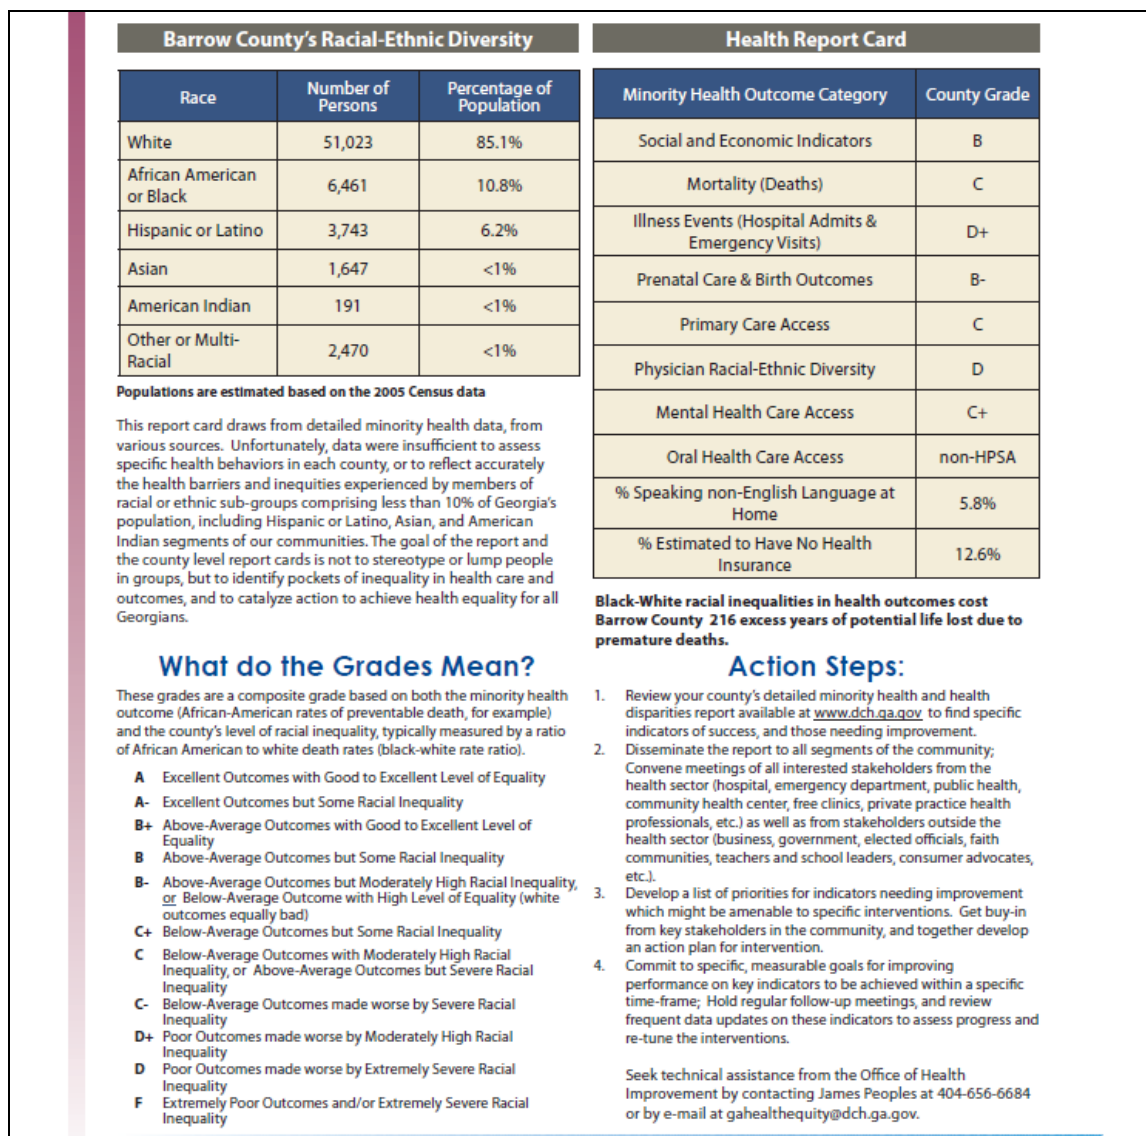 Barrow County's Racial-Ethnic Diversity
Race Number of Persons Percentage of Population
White 51,023 85.1%
African American or Black 6,461 10.8%
Hispanic or Latino 3,743 6.2%
Asian 1,647 <1%
American Indian 191 <1%
Other or Multi-Racial 2,470 <1%
Populations are estimated based on the 2005 Census data
This report card draws from detailed minority health data, from
various sources. Unfortunately, data were insufficient to assess
specific health behaviors in each county, or to reflect accurately
the health barriers and inequities experienced by members of
racial or ethnic sub-groups comprising less than 10% of Georgia's
population, including Hispanic or Latino, Asian, and American
Indian segments of our communities. The goal of the report and
the county level report cards is not to stereotype or lump people
in groups, but to identify pockets of inequality in health care and
outcomes, and to catalyze action to achieve health equality for all
Georgians.
What do the Grades Mean?
These grades are a composite grade based on both the minority health
outcome (African-American rates of preventable death, for example)
and the county's level of racial inequality, typically measured by a ratio
of African American to white death rates (black-white rate ratio).
A Excellent Outcomes with Good to Excellent Level of Equality
A- Excellent Outcomes but Some Racial Inequality
B+ Above-Average Outcomes with Good to Excellent Level of
Equality
B Above-Average Outcomes but Some Racial Inequality
B- Above-Average Outcomes but Moderately High Racial Inequality,
or Below-Average Outcome with High Level of Equality (white
outcomes equally bad)
C+ Below-Average Outcomes but Some Racial Inequality
C Below-Average Outcomes with Moderately High Racial
Inequality, or Above-Average Outcomes but Severe Racial
Inequality
C- Below-Average Outcomes made worse by Severe Racial
Inequality
D+ Poor Outcomes made worse by Moderately High Racial
Inequality
D Poor Outcomes made worse by Extremely Severe Racial
Inequality
F Extremely Poor Outcomes and/or Extremely Severe Racial
Inequality
Health Report Card
Minority Health Outcome Category County Grade
Social and Economic Indicators B
Mortality (Deaths) C
Illness Events (Hospital Admits & Emergency Visits) D+
Prenatal Care & Birth Outcomes B-
Primary Care Access C
Physician Racial-Ethnic Diversity D
Mental Health Care Access C+
Oral Health Care Access non-HPSA
% Speaking non-English Language at Home 5.8%
% Estimated to Have No Health Insurance 12.6%
Black-White racial inequalities in health outcomes cost
Barrow County 216 excess years of potential life lost due to
premature deaths.
Action Steps:
1. Review your county's detailed minority health and health
disparities report available at www.dch.ga.gov to find specific
indicators of success, and those needing improvement.
2. Disseminate the report to all segments of the community;
Convene meetings of all interested stakeholders from the
health sector (hospital, emergency department, public health,
community health center, free clinics, private practice health
professionals, etc.) as well as from stakeholders outside the
health sector (business, government, elected officials, faith
communities, teachers and school leaders, consumer advocates,
etc.).
3. Develop a list of priorities for indicators needing improvement
which might be amenable to specific interventions. Get buy-in
from key stakeholders in the community, and together develop
an action plan for intervention.
4. Commit to specific, measurable goals for improving
performance on key indicators to be achieved within a specific
time-frame; Hold regular follow-up meetings, and review
frequent data updates on these indicators to assess progress and
re-tune the interventions.
Seek technical assistance from the Office of Health
Improvement by contacting James Peoples at 404-656-6684
or by e-mail at gahealthequity@dch.ga.gov.